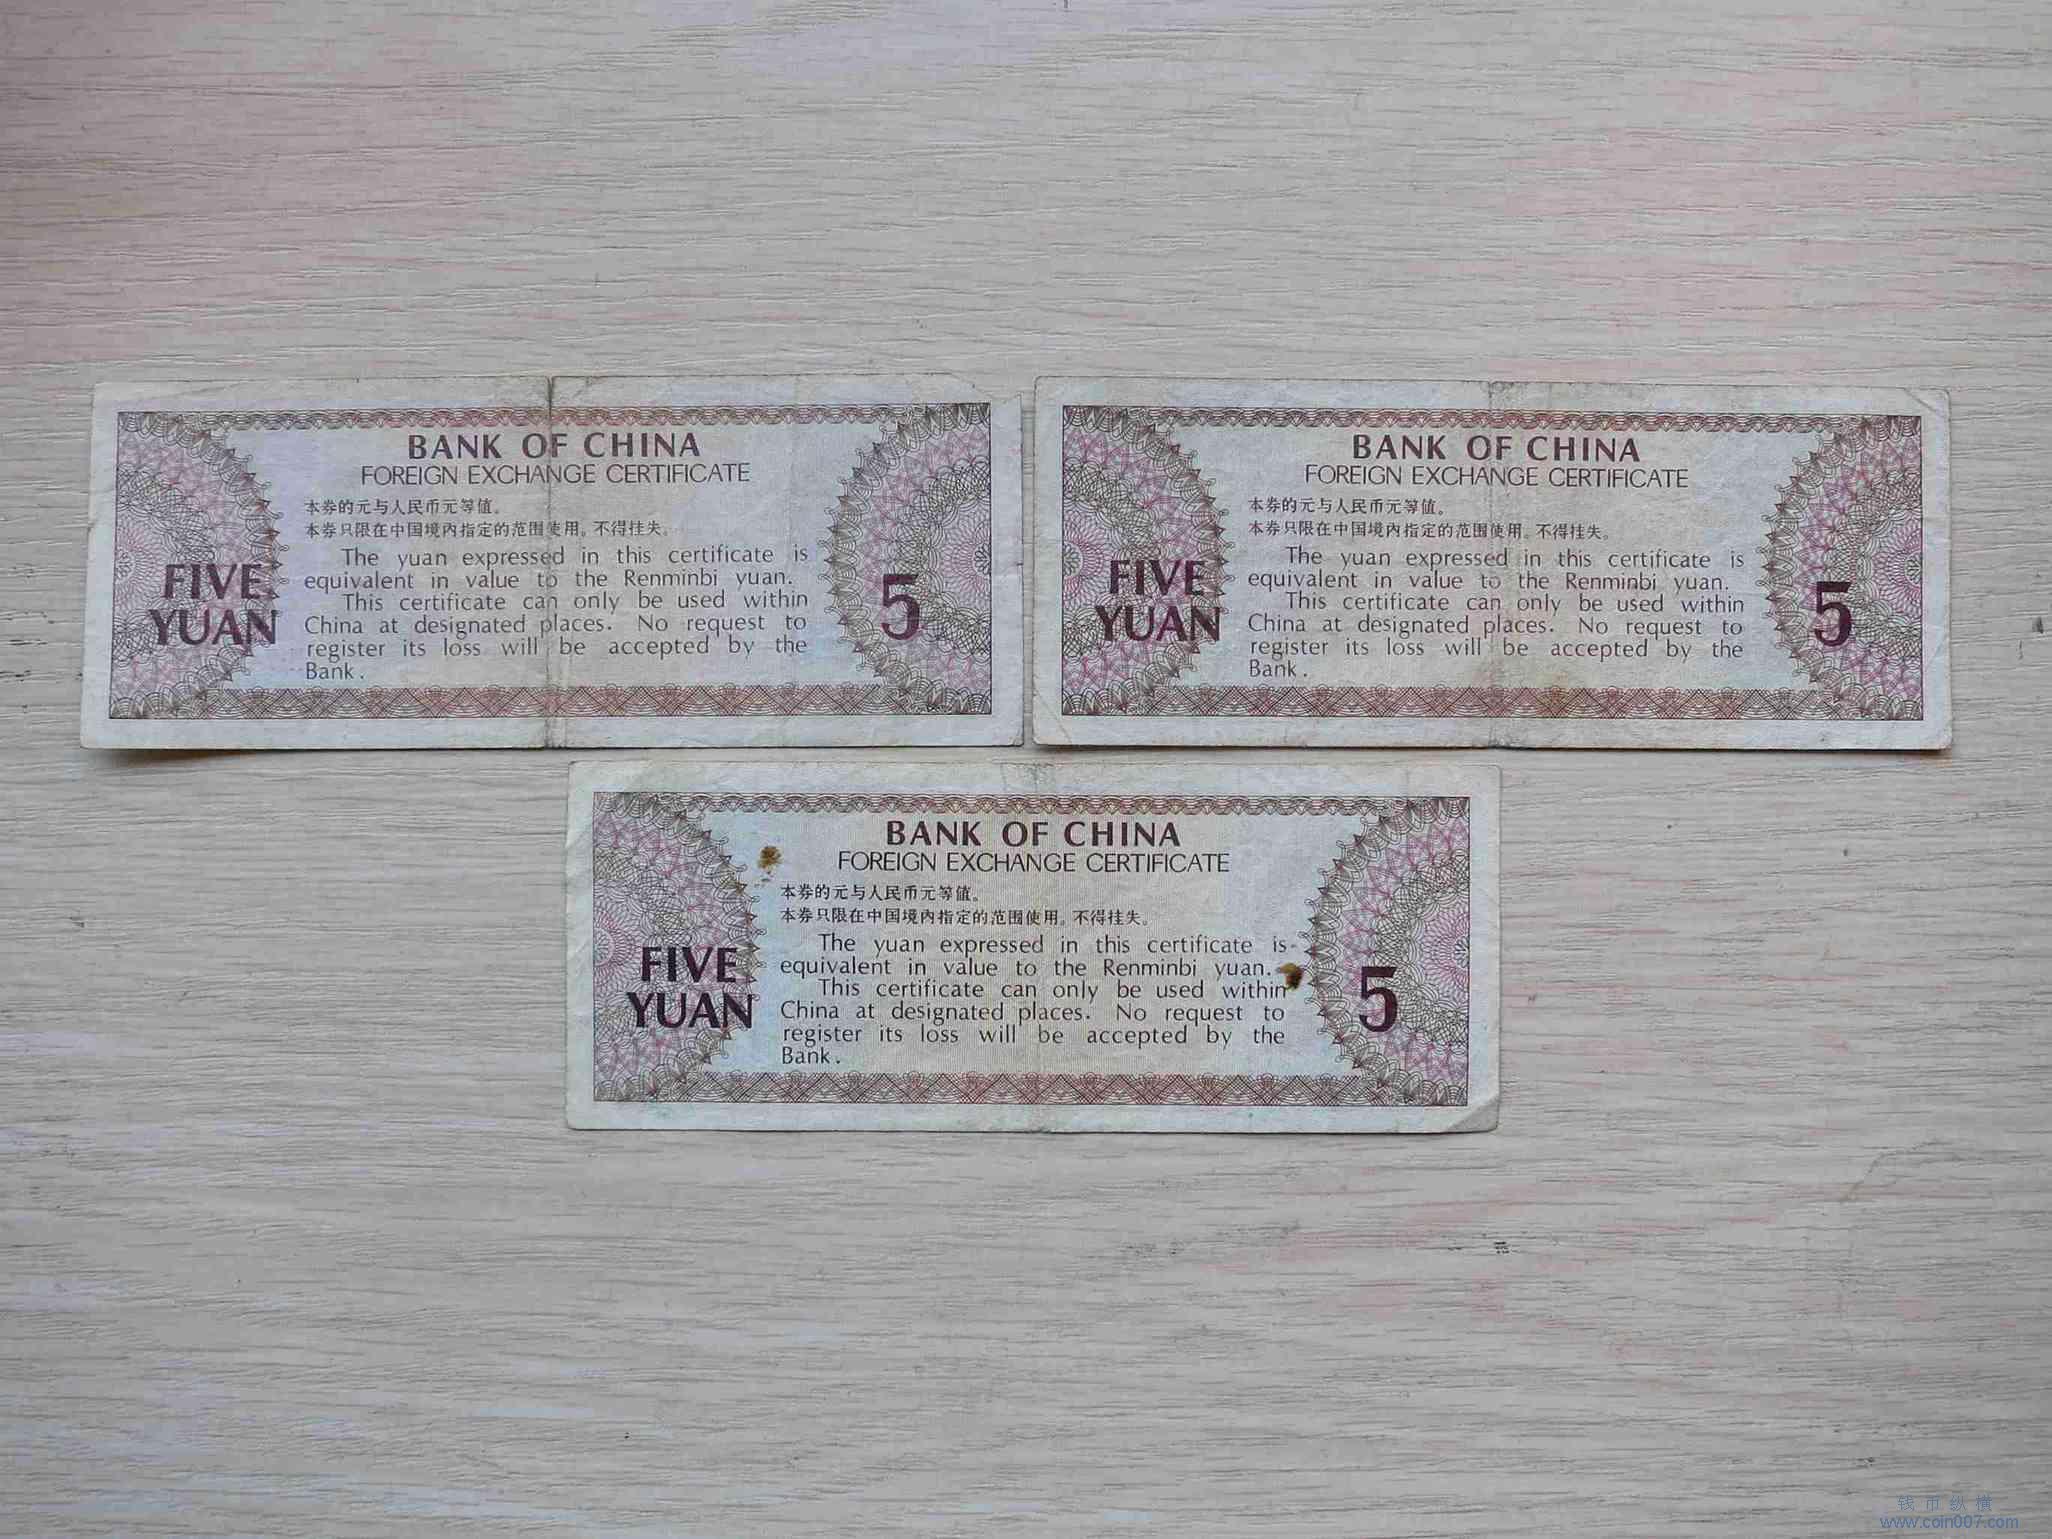 BANK OF CHINA
FOREIGN EXCHANGE CERTIFICATE
本券的元与人民币元等值。
本券只限在中国境内指定的范围使用。不得挂失。
The yuan expressed in this certificate is
equivalent in value to the Renminbi yuan.
This certificate can only be used within
China at designated places. No request to
register its loss will be accepted by the
Bank.
FIVE
YUAN
5
BANK OF CHINA
FOREIGN EXCHANGE CERTIFICATE
本券的元与人民币元等值。
本券只限在中国境内指定的范围使用。不得挂失。
The yuan expressed in this certificate is
equivalent in value to the Renminbi yuan.
This certificate can only be used within
China at designated places. No request to
register its loss will be accepted by the
Bank.
FIVE
YUAN
5
BANK OF CHINA
FOREIGN EXCHANGE CERTIFICATE
本券的元与人民币元等值。
本券只限在中国境内指定的范围使用。不得挂失。
The yuan expressed in this certificate is
equivalent in value to the Renminbi yuan.
This certificate can only be used within
China at designated places. No request to
register its loss will be accepted by the
Bank.
FIVE
YUAN
5
钱币纵横
www.coin007.com